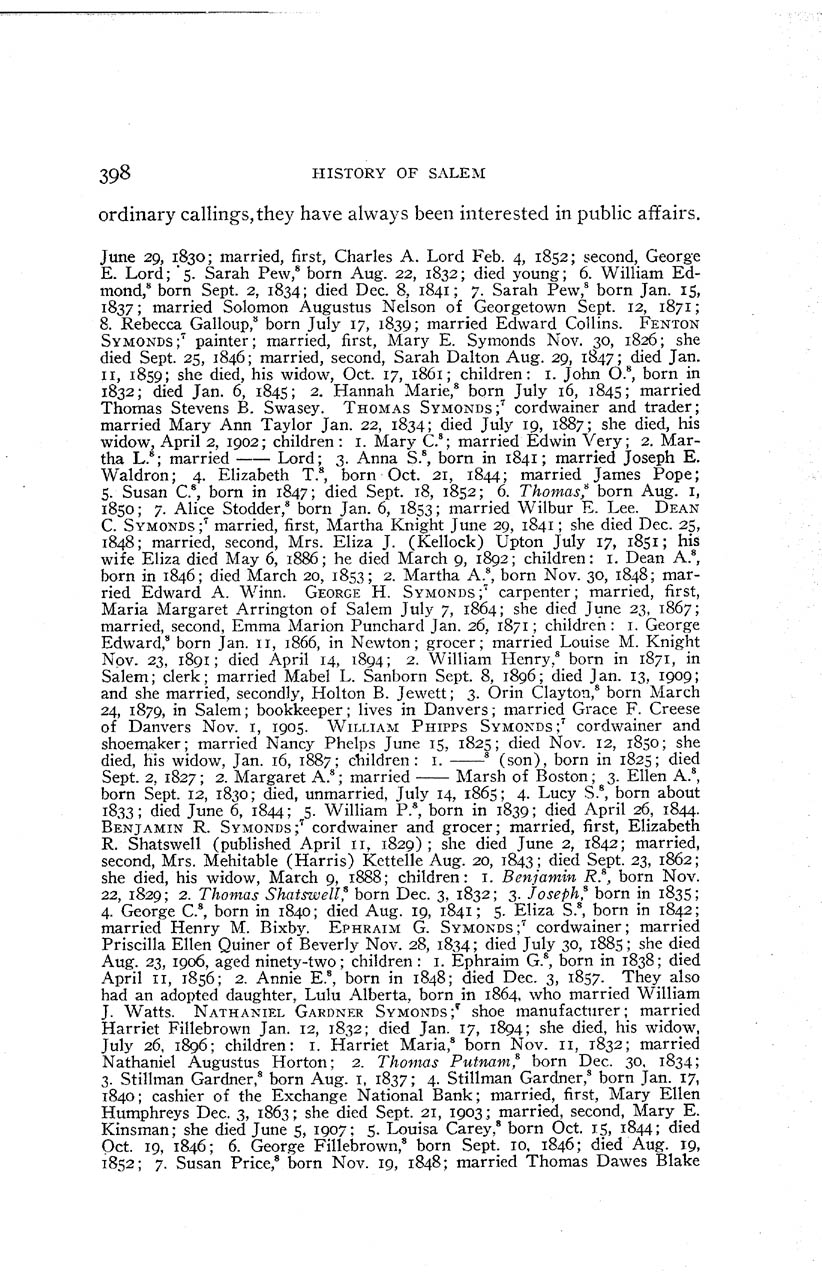 398 HISTORY OF SALEM
ordinary callings, they have always been interested in public affairs.
June 29, 1830; married, first, Charles A. Lord Feb. 4, 1852; second, George
E. Lord; 5. Sarah Pew,⁸ born Aug. 22, 1832; died young; 6. William Ed-
mond,⁸ born Sept. 2, 1834; died Dec. 8, 1841; 7. Sarah Pew,⁸ born Jan. 15,
1837; married Solomon Augustus Nelson of Georgetown Sept. 12, 1871;
8. Rebecca Galloup,⁸ born July 17, 1839; married Edward Collins. FENTON
SYMONDS;⁷ painter; married, first, Mary E. Symonds Nov. 30, 1826; she
died Sept. 25, 1846; married, second, Sarah Dalton Aug. 29, 1847; died Jan.
11, 1859; she died, his widow, Oct. 17, 1861; children: 1. John O.⁸, born in
1832; died Jan. 6, 1845; 2. Hannah Marie,⁸ born July 16, 1845; married
Thomas Stevens B. Swasey. THOMAS SYMONDS;⁷ cordwainer and trader;
married Mary Ann Taylor Jan. 22, 1834; died July 19, 1887; she died, his
widow, April 2, 1902; children: 1. Mary C.⁸; married Edwin Very; 2. Mar-
tha L.⁸; married —— Lord; 3. Anna S.⁸, born in 1841; married Joseph E.
Waldron; 4. Elizabeth T.⁸, born Oct. 21, 1844; married James Pope;
5. Susan C.⁸, born in 1847; died Sept. 18, 1852; 6. Thomas,⁸ born Aug. 1,
1850; 7. Alice Stodder,⁸ born Jan. 6, 1853; married Wilbur E. Lee. DEAN
C. SYMONDS;⁷ married, first, Martha Knight June 29, 1841; she died Dec. 25,
1848; married, second, Mrs. Eliza J. (Kellock) Upton July 17, 1851; his
wife Eliza died May 6, 1886; he died March 9, 1892; children: 1. Dean A.⁸,
born in 1846; died March 20, 1853; 2. Martha A.⁸, born Nov. 30, 1848; mar-
ried Edward A. Winn. GEORGE H. SYMONDS;⁷ carpenter; married, first,
Maria Margaret Arrington of Salem July 7, 1864; she died June 23, 1867;
married, second, Emma Marion Punchard Jan. 26, 1871; children: 1. George
Edward,⁸ born Jan. 11, 1866, in Newton; grocer; married Louise M. Knight
Nov. 23, 1891; died April 14, 1894; 2. William Henry,⁸ born in 1871, in
Salem; clerk; married Mabel L. Sanborn Sept. 8, 1896; died Jan. 13, 1909;
and she married, secondly, Holton B. Jewett; 3. Orin Clayton,⁸ born March
24, 1879, in Salem; bookkeeper; lives in Danvers; married Grace F. Creese
of Danvers Nov. 1, 1905. WILLIAM PHIPPS SYMONDS;⁷ cordwainer and
shoemaker; married Nancy Phelps June 15, 1825; died Nov. 12, 1850; she
died, his widow, Jan. 16, 1887; children: 1. ——⁸ (son), born in 1825; died
Sept. 2, 1827; 2. Margaret A.⁸; married —— Marsh of Boston; 3. Ellen A.⁸,
born Sept. 12, 1830; died, unmarried, July 14, 1865; 4. Lucy S.⁸, born about
1833; died June 6, 1844; 5. William P.⁸, born in 1839; died April 26, 1844.
BENJAMIN R. SYMONDS;⁷ cordwainer and grocer; married, first, Elizabeth
R. Shatswell (published April 11, 1829); she died June 2, 1842; married,
second, Mrs. Mehitable (Harris) Kettelle Aug. 20, 1843; died Sept. 23, 1862;
she died, his widow, March 9, 1888; children: 1. Benjamin R.⁸, born Nov.
22, 1829; 2. Thomas Shatswell,⁸ born Dec. 3, 1832; 3. Joseph,⁸ born in 1835;
4. George C.⁸, born in 1840; died Aug. 19, 1841; 5. Eliza S.⁸, born in 1842;
married Henry M. Bixby. EPHRAIM G. SYMONDS;⁷ cordwainer; married
Priscilla Ellen Quiner of Beverly Nov. 28, 1834; died July 30, 1885; she died
Aug. 23, 1906, aged ninety-two; children: 1. Ephraim G.⁸, born in 1838; died
April 11, 1856; 2. Annie E.⁸, born in 1848; died Dec. 3, 1857. They also
had an adopted daughter, Lulu Alberta, born in 1864, who married William
J. Watts. NATHANIEL GARDNER SYMONDS;⁷ shoe manufacturer; married
Harriet Fillebrown Jan. 12, 1832; died Jan. 17, 1894; she died, his widow,
July 26, 1896; children: 1. Harriet Maria,⁸ born Nov. 11, 1832; married
Nathaniel Augustus Horton; 2. Thomas Putnam,⁸ born Dec. 30, 1834;
3. Stillman Gardner,⁸ born Aug. 1, 1837; 4. Stillman Gardner,⁸ born Jan. 17,
1840; cashier of the Exchange National Bank; married, first, Mary Ellen
Humphreys Dec. 3, 1863; she died Sept. 21, 1903; married, second, Mary E.
Kinsman; she died June 5, 1907; 5. Louisa Carey,⁸ born Oct. 15, 1844; died
Oct. 19, 1846; 6. George Fillebrown,⁸ born Sept. 10, 1846; died Aug. 19,
1852; 7. Susan Price,⁸ born Nov. 19, 1848; married Thomas Dawes Blake